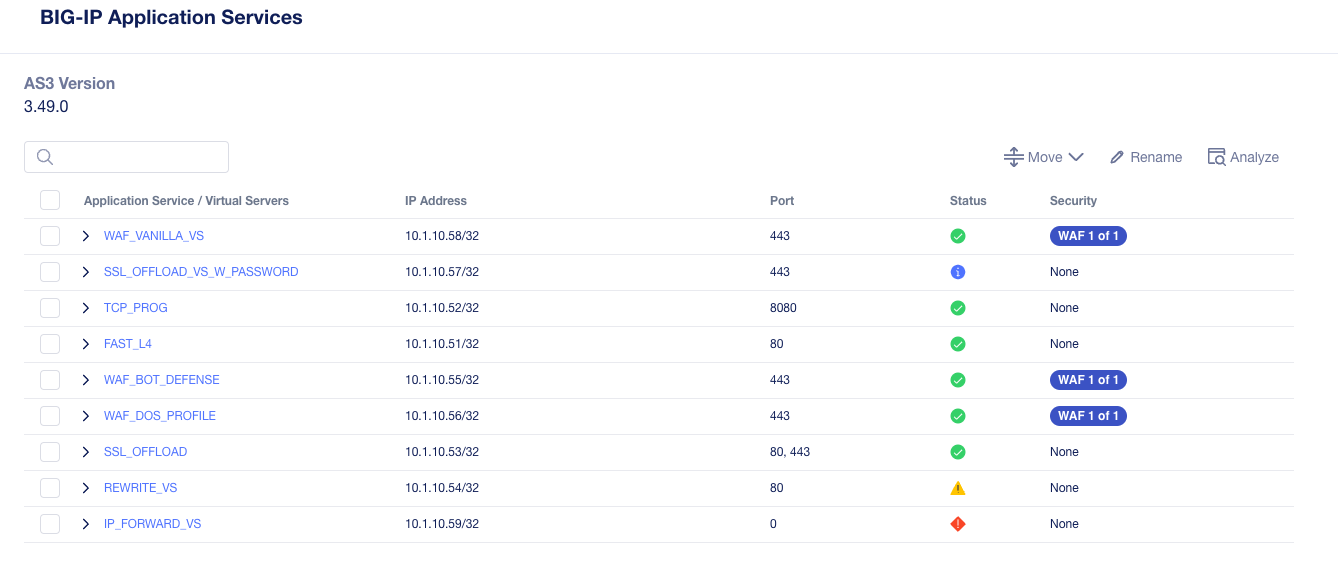 BIG-IP Application Services
AS3 Version
3.49.0
Move Rename Analyze
Application Service / Virtual Servers IP Address Port Status Security
WAF_VANILLA_VS 10.1.10.58/32 443 WAF 1 of 1
SSL_OFFLOAD_VS_W_PASSWORD 10.1.10.57/32 443 None
TCP_PROG 10.1.10.52/32 8080 None
FAST_L4 10.1.10.51/32 80 None
WAF_BOT_DEFENSE 10.1.10.55/32 443 WAF 1 of 1
WAF_DOS_PROFILE 10.1.10.56/32 443 WAF 1 of 1
SSL_OFFLOAD 10.1.10.53/32 80, 443 None
REWRITE_VS 10.1.10.54/32 80 None
IP_FORWARD_VS 10.1.10.59/32 0 None